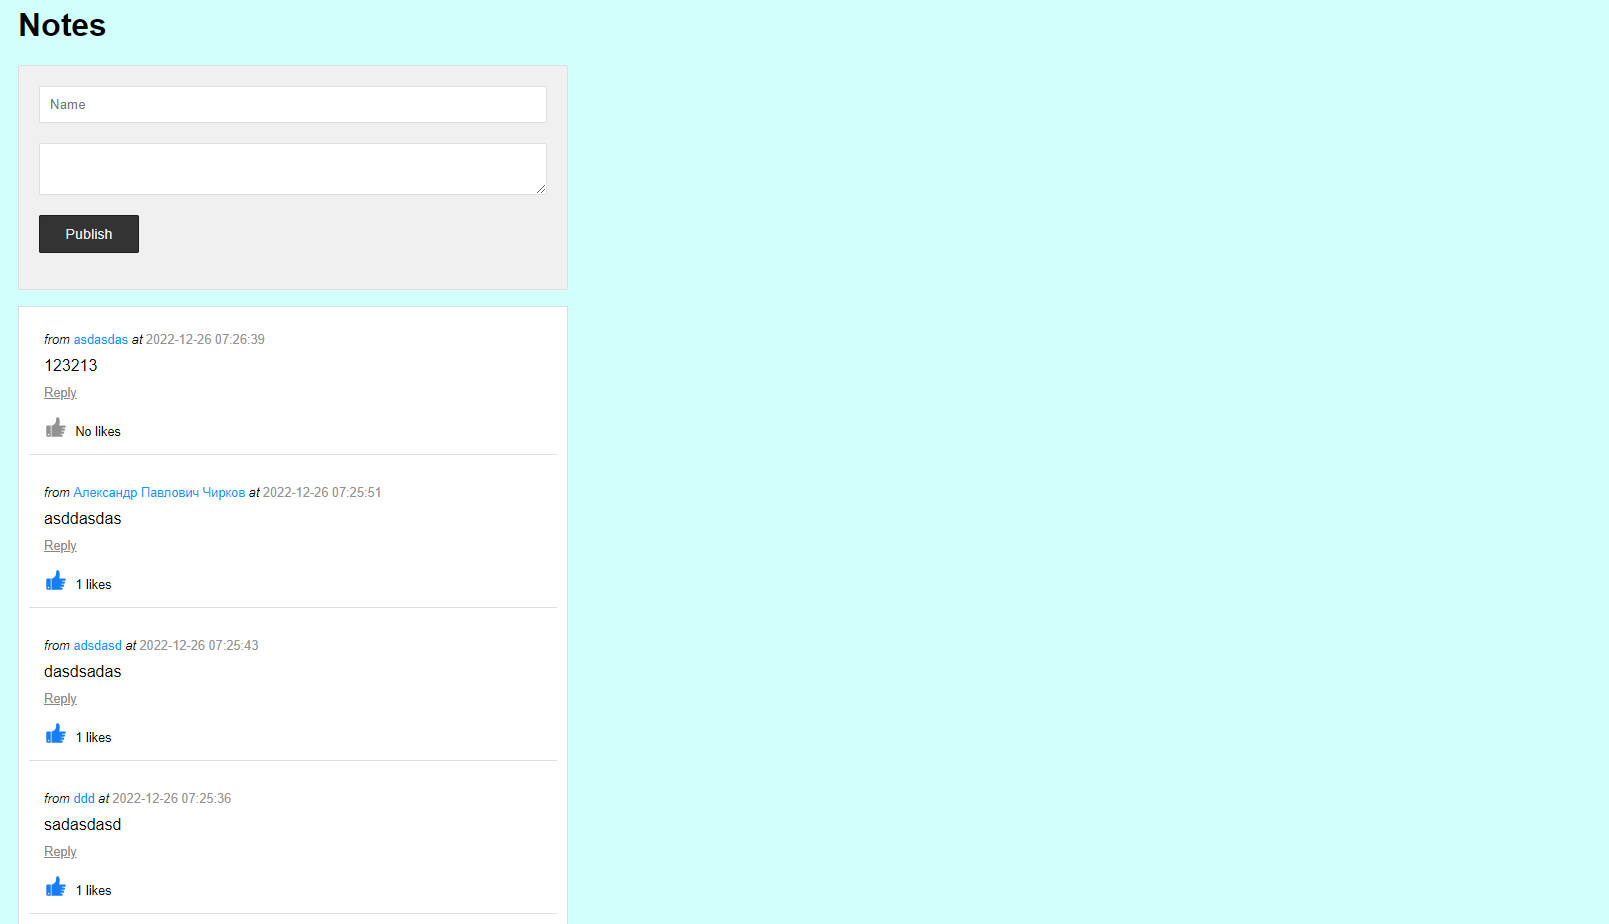 Notes
Name
Publish
from asdasdas at 2022-12-26 07:26:39
123213
Reply
No likes
from Александр Павлович Чирков at 2022-12-26 07:25:51
asddasdas
Reply
1 likes
from adsdasd at 2022-12-26 07:25:43
dasdsadas
Reply
1 likes
from ddd at 2022-12-26 07:25:36
sadasdasd
Reply
1 likes